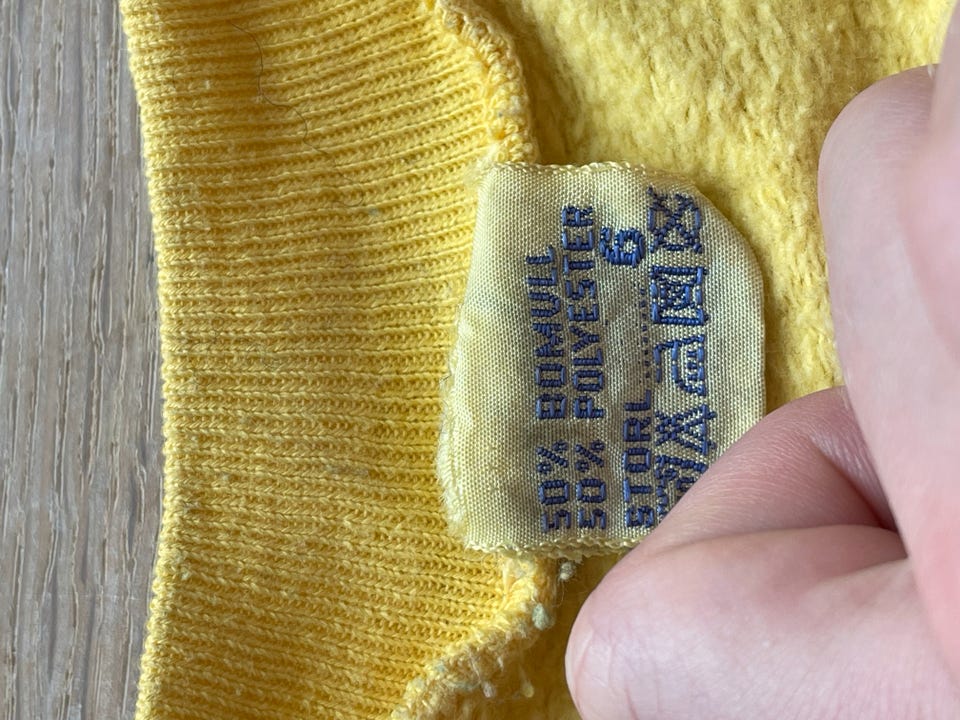 50% BOMULL
50% POLYESTER
STORL........6